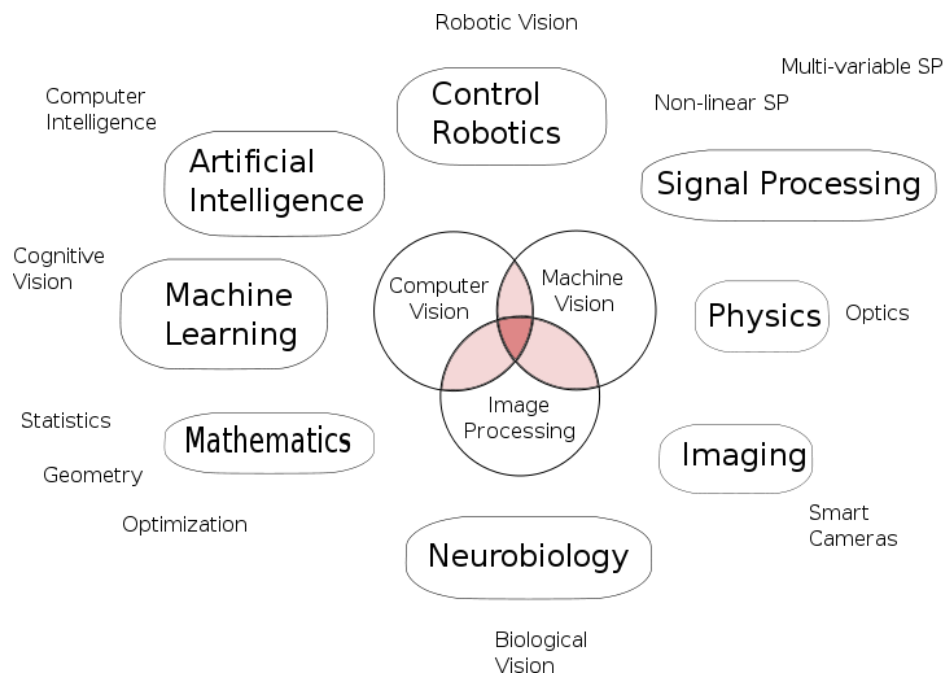 Robotic Vision
Multi-variable SP
Non-linear SP
Computer
Intelligence
Control
Robotics
Artificial
Intelligence
Signal Processing
Cognitive
Vision
Machine
Learning
Computer
Vision
Machine
Vision
Physics
Optics
Image
Processing
Statistics
Mathematics
Geometry
Imaging
Optimization
Smart
Cameras
Neurobiology
Biological
Vision